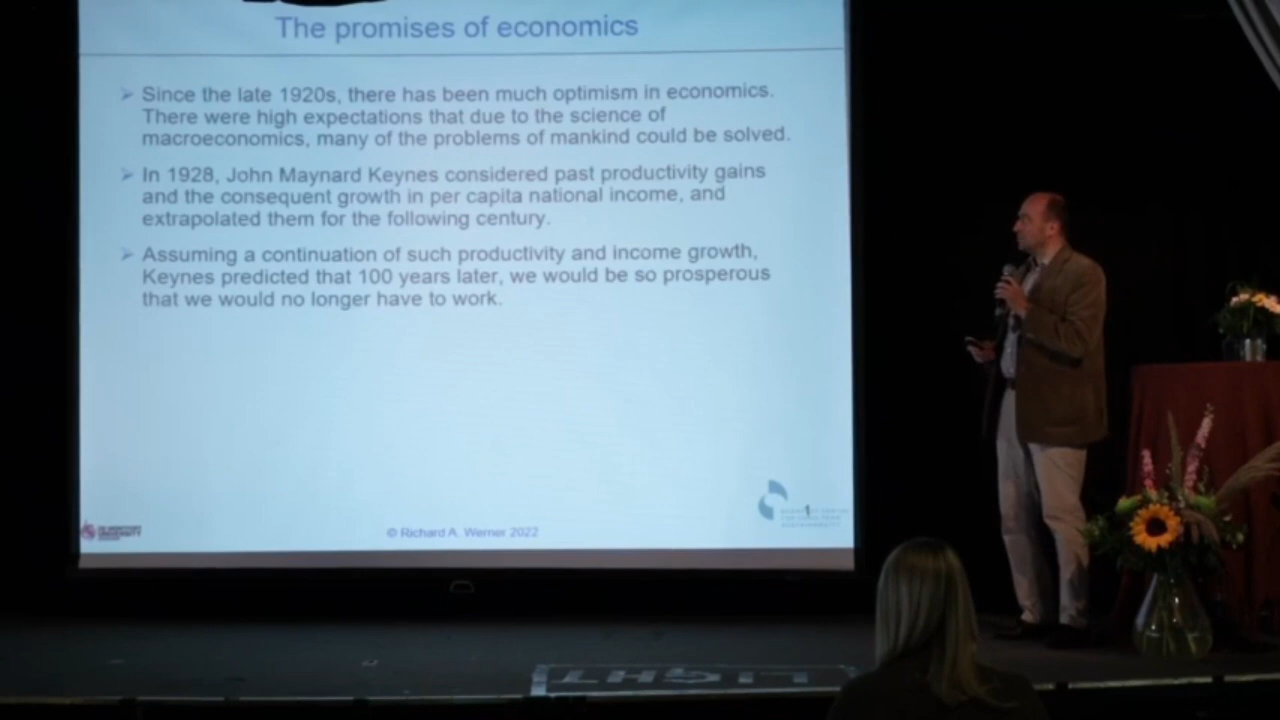 The promises of economics
➢ Since the late 1920s, there has been much optimism in economics.
There were high expectations that due to the science of
macroeconomics, many of the problems of mankind could be solved.
➢ In 1928, John Maynard Keynes considered past productivity gains
and the consequent growth in per capita national income, and
extrapolated them for the following century.
➢ Assuming a continuation of such productivity and income growth,
Keynes predicted that 100 years later, we would be so prosperous
that we would no longer have to work.
DE MONTFORT
UNIVERSITY
© Richard A. Werner 2022
1
LIGHT